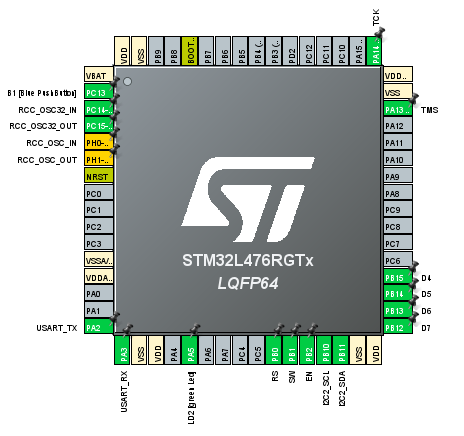 TCK
VDD
VSS
PB9
PB8
BOOT..
PB7
PB6
PB5
PB4 (..
PB3 (..
PD2
PC12
PC11
PC10
PA15..
PA14..
VBAT
B1 [Blue PushButton]
PC13..
RCC_OSC32_IN
PC14-..
RCC_OSC32_OUT
PC15-..
RCC_OSC_IN
PH0-..
RCC_OSC_OUT
PH1-..
NRST
PC0
PC1
PC2
PC3
VSSA/..
VDDA..
PA0
PA1
USART_TX
PA2
VDD..
VSS
PA13..
TMS
PA12
PA11
PA10
PA9
PA8
PC9
PC8
PC7
PC6
PB15
D4
PB14
D5
PB13
D6
PB12
D7
STM32L476RGTx
LQFP64
PA3
VSS
VDD
PA4
PA5
PA6
PA7
PC4
PC5
PB0
PB1
PB2
PB10
PB11
VSS
VDD
USART_RX
LD2 [green Led]
RS
SW
EN
I2C2_SCL
I2C2_SDA